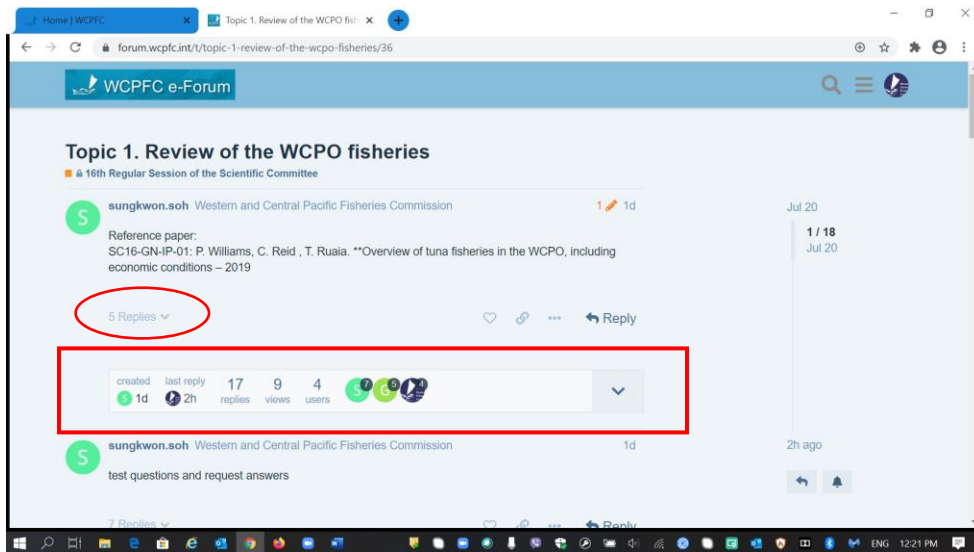 Home | WCPFC
Topic 1. Review of the WCPO fish
forum.wcpfc.int/t/topic-1-review-of-the-wcpo-fisheries/36
WCPFC e-Forum
Topic 1. Review of the WCPO fisheries
16th Regular Session of the Scientific Committee
sungkwon.soh Western and Central Pacific Fisheries Commission 1 1d
Reference paper:
SC16-GN-IP-01: P. Williams, C. Reid , T. Ruaia. **Overview of tuna fisheries in the WCPO, including
economic conditions – 2019
5 Replies
Reply
created last reply 17 9 4
S 1d 2h replies views users S 7 G 5 4
sungkwon.soh Western and Central Pacific Fisheries Commission 1d
test questions and request answers
7 Replies
Reply
Jul 20
1 / 18
Jul 20
2h ago
ENG 12:21 PM